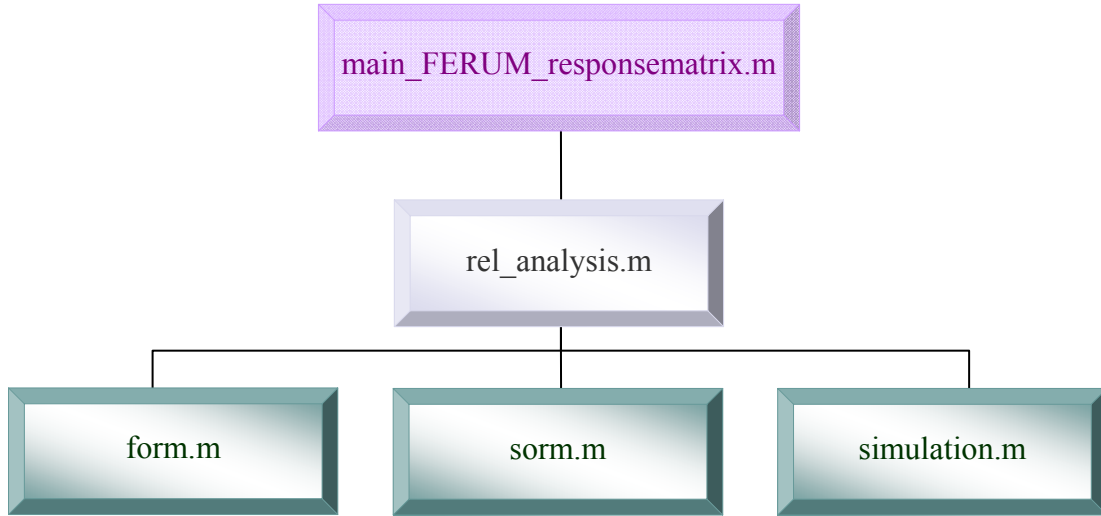 main_FERUM_responsematrix.m
rel_analysis.m
form.m
sorm.m
simulation.m